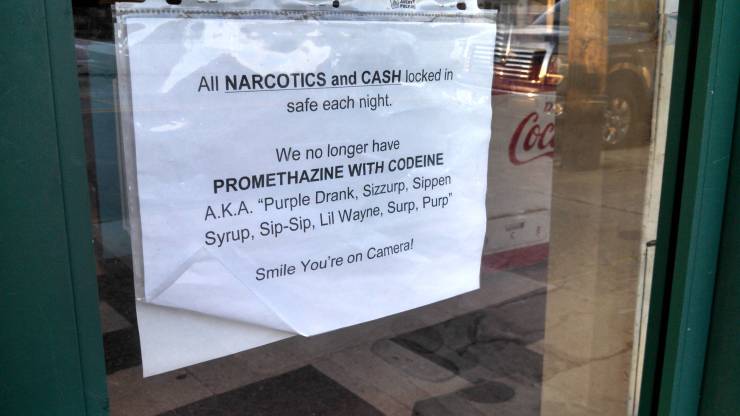 All NARCOTICS and CASH locked in
safe each night.
We no longer have
PROMETHAZINE WITH CODEINE
A.K.A. “Purple Drank, Sizzurp, Sippen
Syrup, Sip-Sip, Lil Wayne, Surp, Purp”
Smile You're on Camera!
Coc